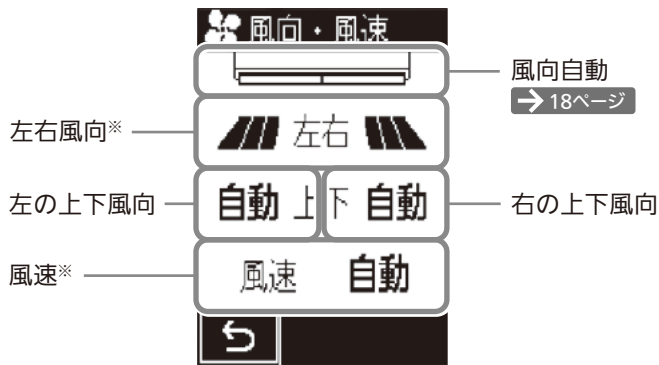 風向・風速
風向自動
→ 18ページ
左右風向※
左右
左の上下風向
自動 上下 自動
右の上下風向
風速※
風速 自動